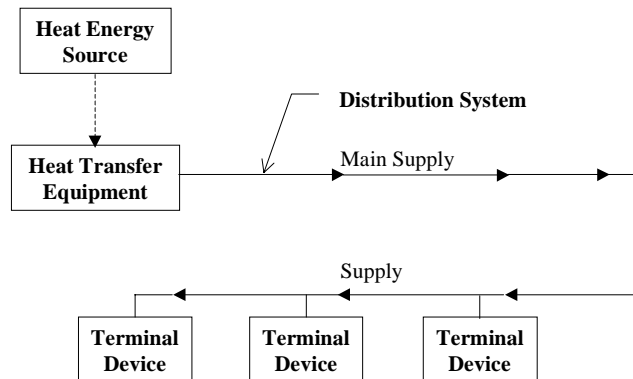 Heat Energy
Source
Distribution System
Heat Transfer
Equipment
Main Supply
Supply
Terminal
Device
Terminal
Device
Terminal
Device